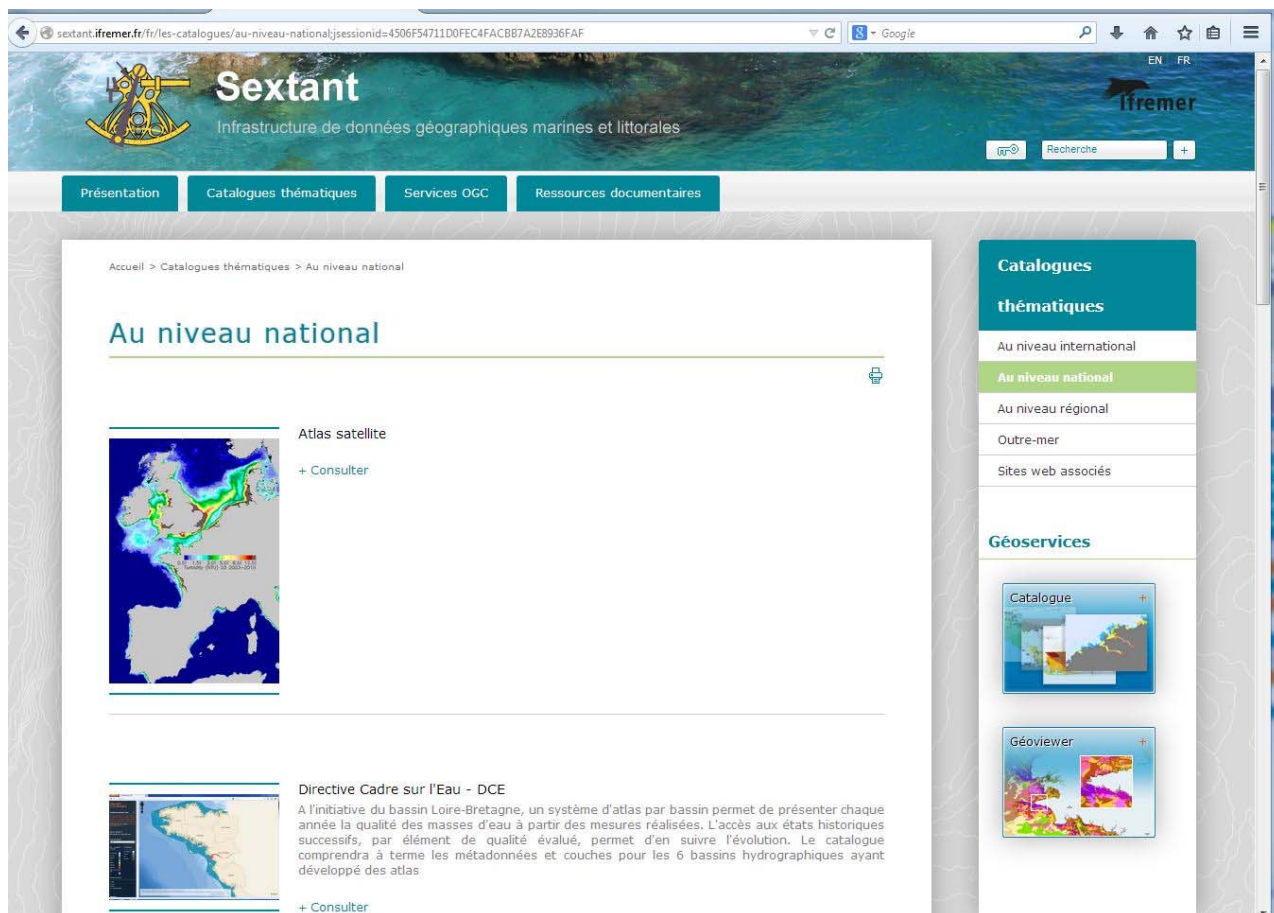 sextant.ifremer.fr/fr/les-catalogues/au-niveau-national;jsessionid=4506F54711D0FEC4FACBB7A2E8936FAF
Google
EN FR
Sextant
Infrastructure de données géographiques marines et littorales
ifremer
Recherche
+
Présentation
Catalogues thématiques
Services OGC
Ressources documentaires
Accueil > Catalogues thématiques > Au niveau national
Au niveau national
Atlas satellite
+ Consulter
Directive Cadre sur l'Eau - DCE
A l'initiative du bassin Loire-Bretagne, un système d'atlas par bassin permet de présenter chaque
année la qualité des masses d'eau à partir des mesures réalisées. L'accès aux états historiques
successifs, par élément de qualité évalué, permet d'en suivre l'évolution. Le catalogue
comprendra à terme les métadonnées et couches pour les 6 bassins hydrographiques ayant
développé des atlas
+ Consulter
Catalogues
thématiques
Au niveau international
Au niveau national
Au niveau régional
Outre-mer
Sites web associés
Géoservices
Catalogue +
Géoviewer +